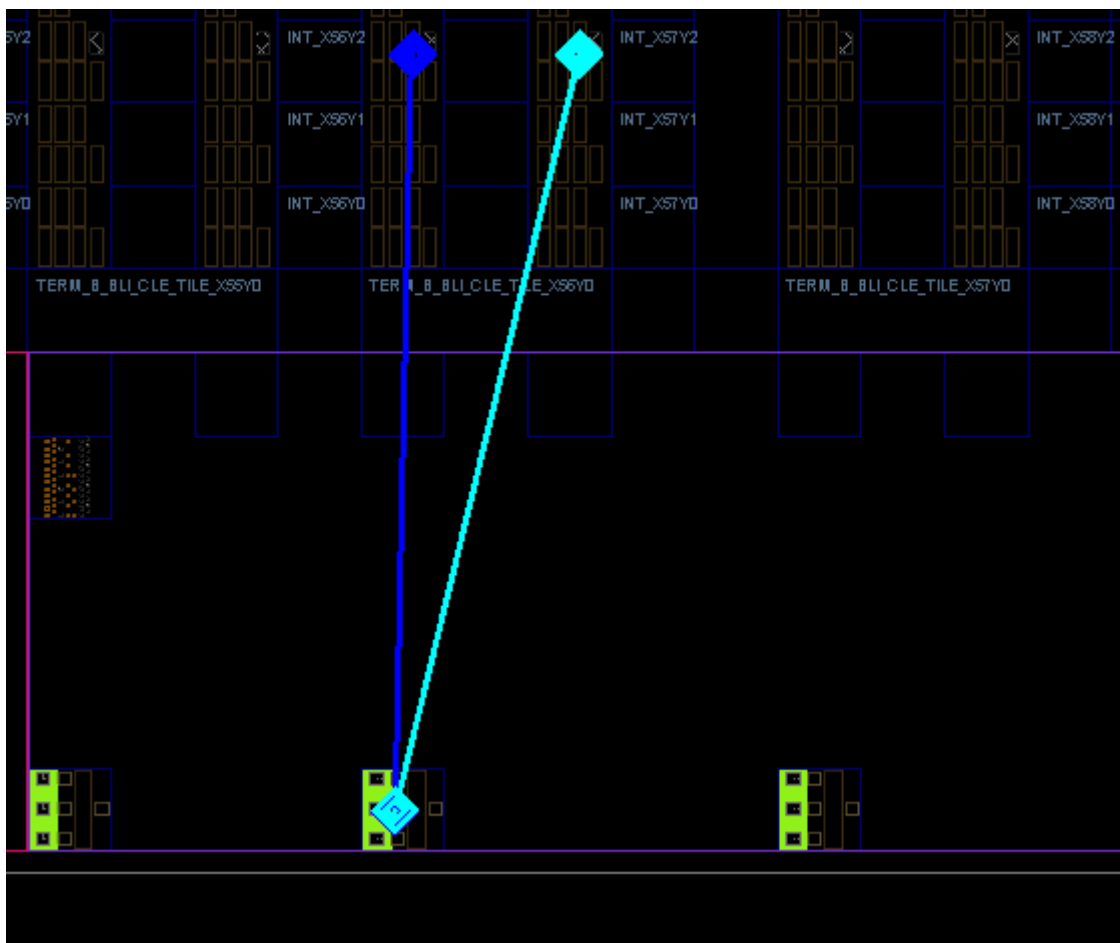 5Y2 INT_X56Y2 INT_X57Y2 INT_X58Y2
5Y1 INT_X56Y1 INT_X57Y1 INT_X58Y1
5Y0 INT_X56Y0 INT_X57Y0 INT_X58Y0
TERM_B_BLI_CLE_TILE_X55Y0 TERM_B_BLI_CLE_TILE_X56Y0 TERM_B_BLI_CLE_TILE_X57Y0